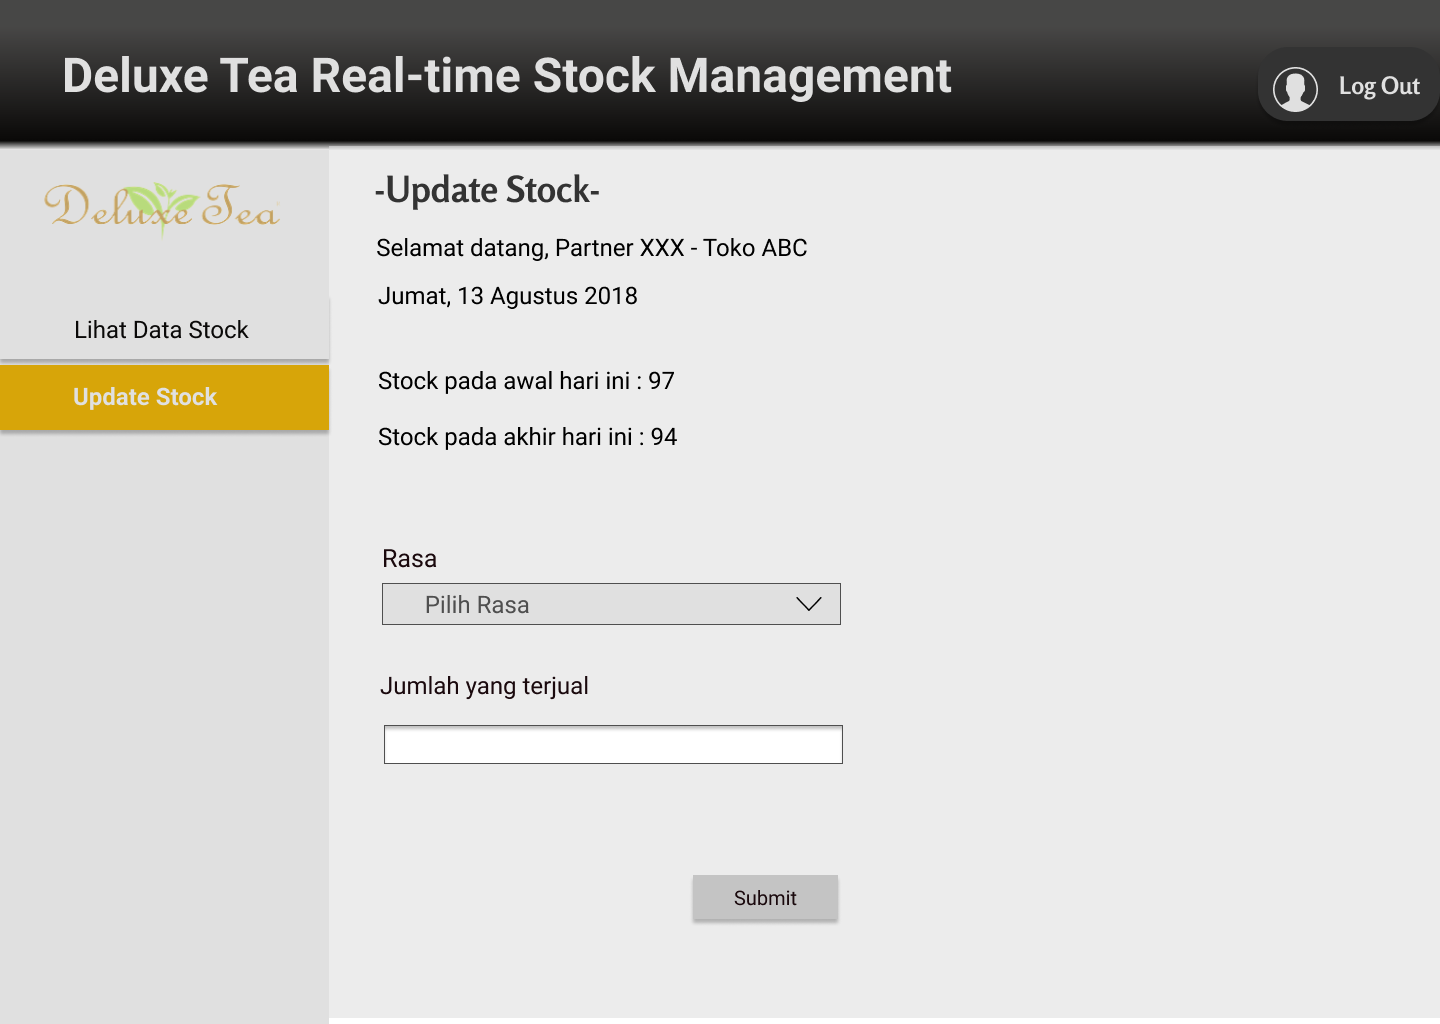 Deluxe Tea Real-time Stock Management
Log Out
Deluxe Tea
-Update Stock-
Selamat datang, Partner XXX - Toko ABC
Jumat, 13 Agustus 2018
Lihat Data Stock
Update Stock
Stock pada awal hari ini : 97
Stock pada akhir hari ini : 94
Rasa
Pilih Rasa
Jumlah yang terjual
Submit